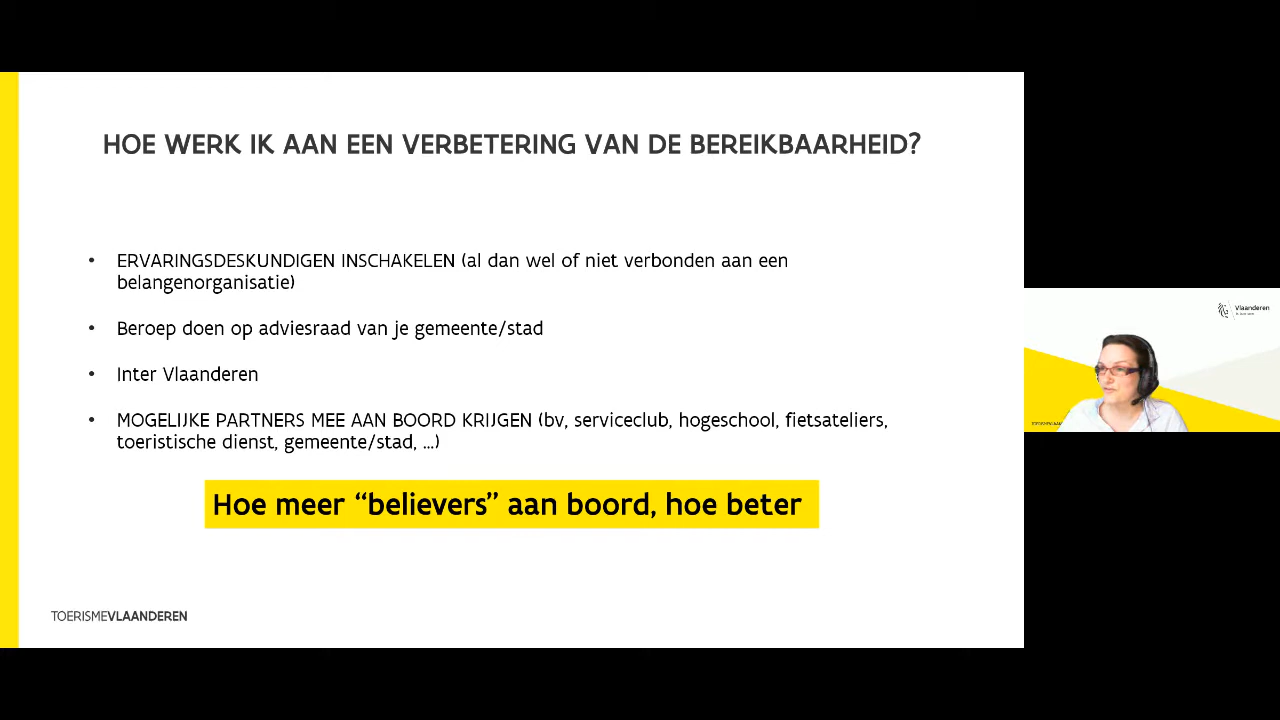 HOE WERK IK AAN EEN VERBETERING VAN DE BEREIKBAARHEID?
• ERVARINGSDESKUNDIGEN INSCHAKELEN (al dan wel of niet verbonden aan een
belangenorganisatie)
• Beroep doen op adviesraad van je gemeente/stad
• Inter Vlaanderen
• MOGELIJKE PARTNERS MEE AAN BOORD KRIJGEN (bv, serviceclub, hogeschool, fietsateliers,
toeristische dienst, gemeente/stad, ...)
Hoe meer “believers” aan boord, hoe beter
TOERISMEVLAANDEREN
Vlaanderen